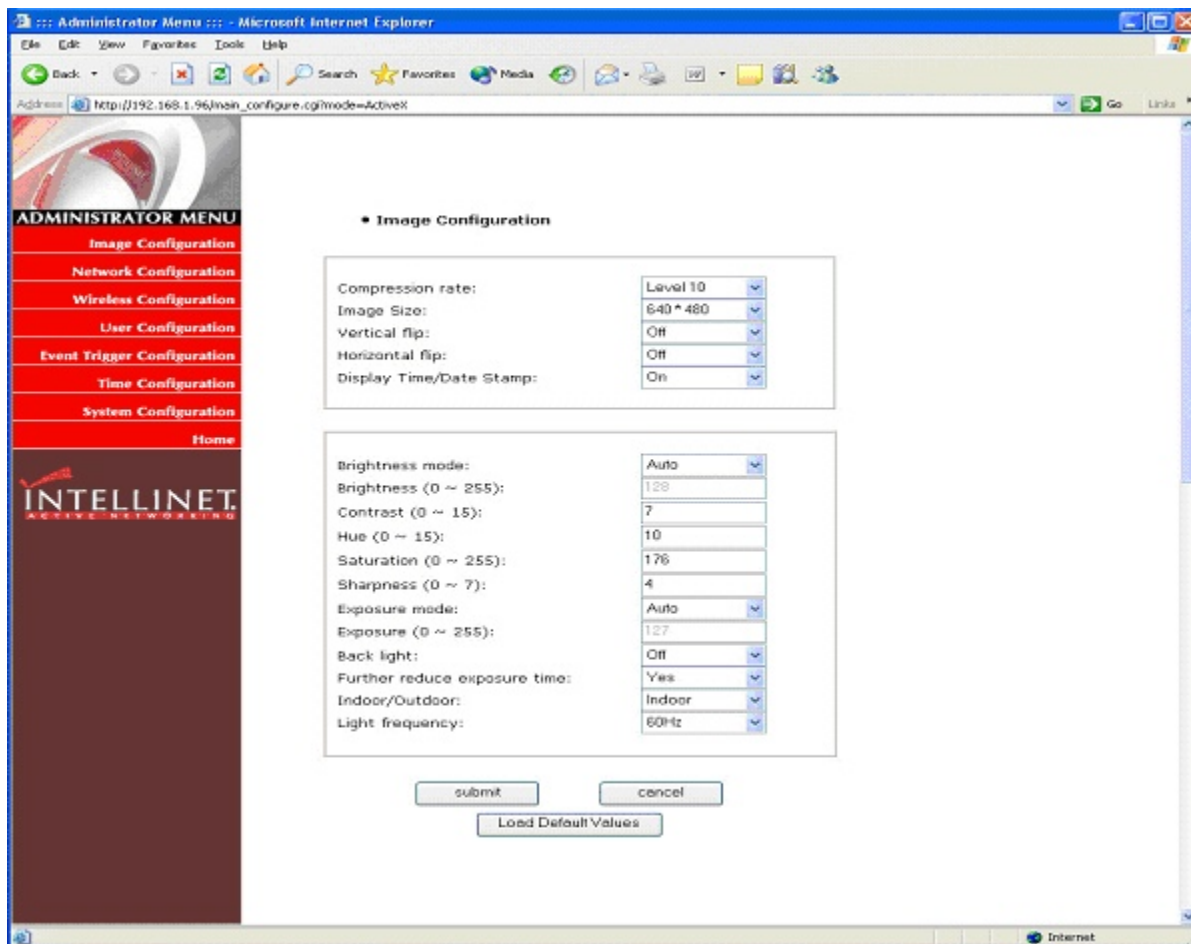 ::: Administrator Menu ::: - Microsoft Internet Explorer
File Edit View Favorites Tools Help
Back Search Favorites Media
Address http://192.168.1.96/main_configure.cgi?mode=ActiveX Go Links
ADMINISTRATOR MENU
Image Configuration
Network Configuration
Wireless Configuration
User Configuration
Event Trigger Configuration
Time Configuration
System Configuration
Home
INTELLINET.
ACTIVE NETWORKING
• Image Configuration
Compression rate: Level 10
Image Size: 640 * 480
Vertical flip: Off
Horizontal flip: Off
Display Time/Date Stamp: On
Brightness mode: Auto
Brightness (0 ~ 255): 128
Contrast (0 ~ 15): 7
Hue (0 ~ 15): 10
Saturation (0 ~ 255): 176
Sharpness (0 ~ 7): 4
Exposure mode: Auto
Exposure (0 ~ 255): 127
Back light: Off
Further reduce exposure time: Yes
Indoor/Outdoor: Indoor
Light frequency: 60Hz
submit cancel
Load Default Values
Internet